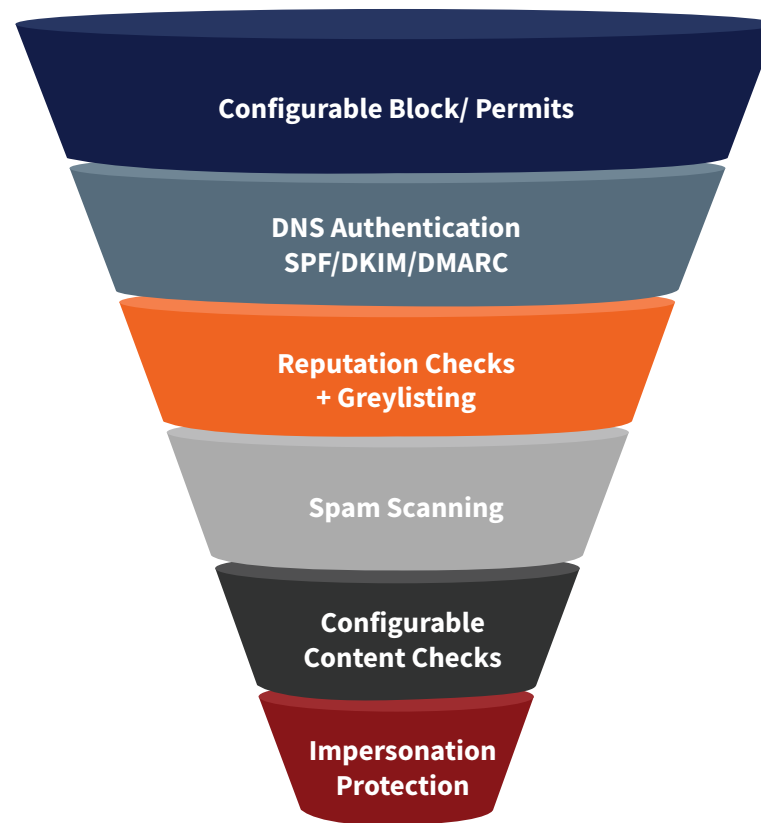 Configurable Block/ Permits
DNS Authentication
SPF/DKIM/DMARC
Reputation Checks
+ Greylisting
Spam Scanning
Configurable
Content Checks
Impersonation
Protection